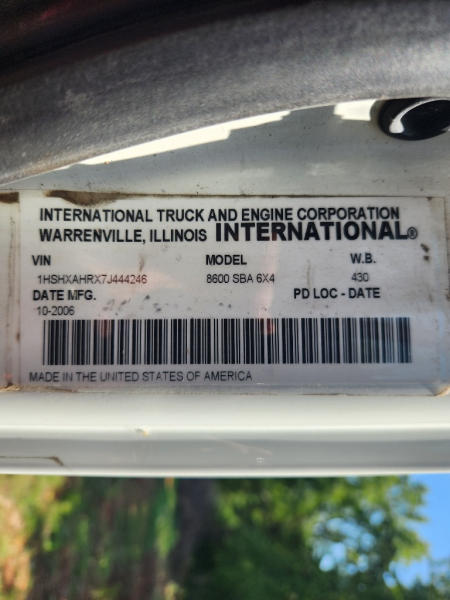 INTERNATIONAL TRUCK AND ENGINE CORPORATION
WARRENVILLE, ILLINOIS INTERNATIONAL®
VIN MODEL W.B.
1HSHXAHRX7J444246 8600 SBA 6X4 430
DATE MFG. PD LOC - DATE
10-2006
MADE IN THE UNITED STATES OF AMERICA